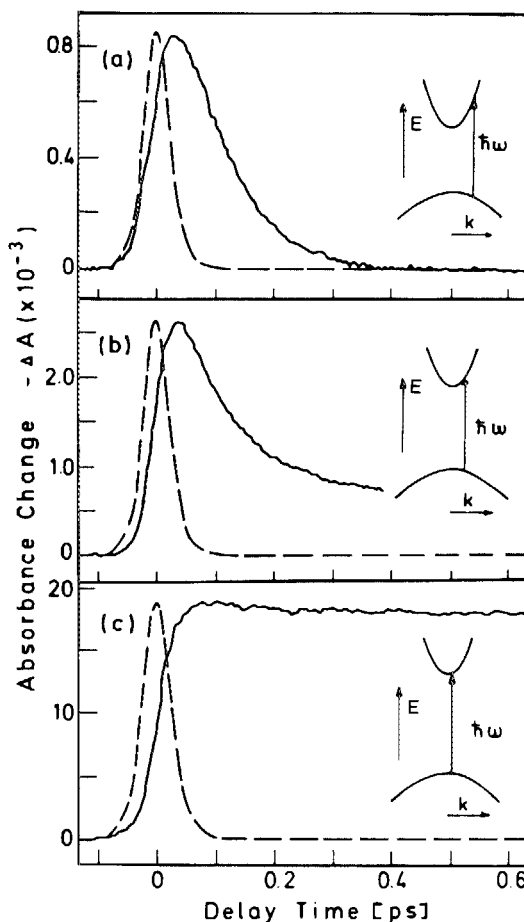 Absorbance Change - ΔA (x 10⁻³)
(a)
0.8
0.4
0
E
ħω
k
(b)
2.0
1.0
0
E
ħω
k
(c)
20
10
0
E
ħω
k
0 0.2 0.4 0.6
Delay Time [ps]